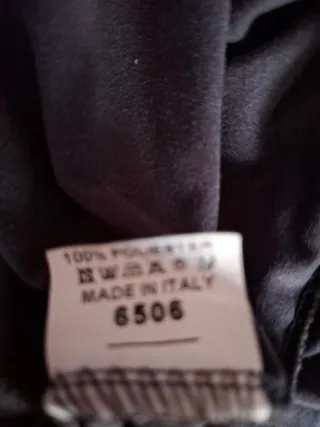 100% POLYESTER
MADE IN ITALY
6506